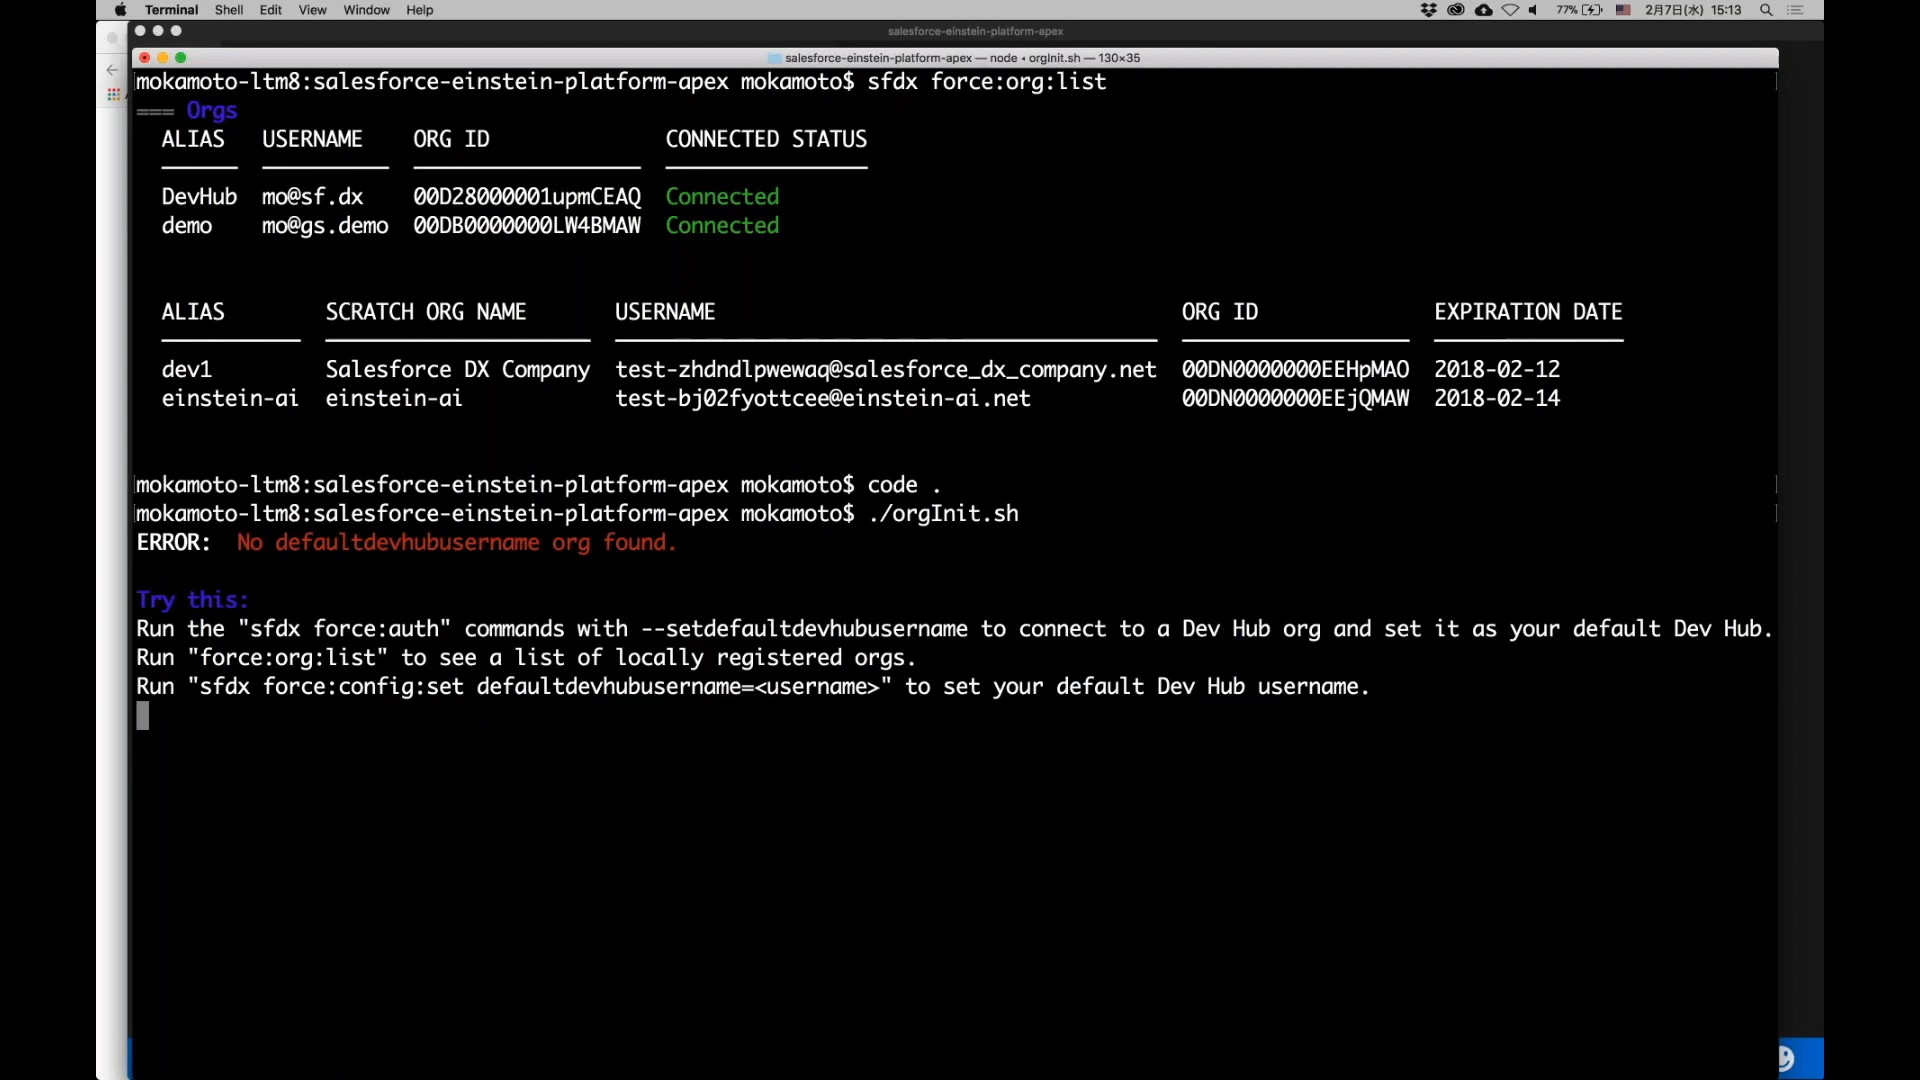 Terminal Shell Edit View Window Help 77% 2月7日(水) 15:13
salesforce-einstein-platform-apex
salesforce-einstein-platform-apex — node ◂ orgInit.sh — 130×35
mokamoto-ltm8:salesforce-einstein-platform-apex mokamoto$ sfdx force:org:list
=== Orgs
ALIAS USERNAME ORG ID CONNECTED STATUS
DevHub mo@sf.dx 00D28000001upmCEAQ Connected
demo mo@gs.demo 00DB0000000LW4BMAW Connected
ALIAS SCRATCH ORG NAME USERNAME ORG ID EXPIRATION DATE
dev1 Salesforce DX Company test-zhdndlpwewaq@salesforce_dx_company.net 00DN0000000EEHpMAO 2018-02-12
einstein-ai einstein-ai test-bj02fyottcee@einstein-ai.net 00DN0000000EEjQMAW 2018-02-14
mokamoto-ltm8:salesforce-einstein-platform-apex mokamoto$ code .
mokamoto-ltm8:salesforce-einstein-platform-apex mokamoto$ ./orgInit.sh
ERROR: No defaultdevhubusername org found.
Try this:
Run the "sfdx force:auth" commands with --setdefaultdevhubusername to connect to a Dev Hub org and set it as your default Dev Hub.
Run "force:org:list" to see a list of locally registered orgs.
Run "sfdx force:config:set defaultdevhubusername=<username>" to set your default Dev Hub username.